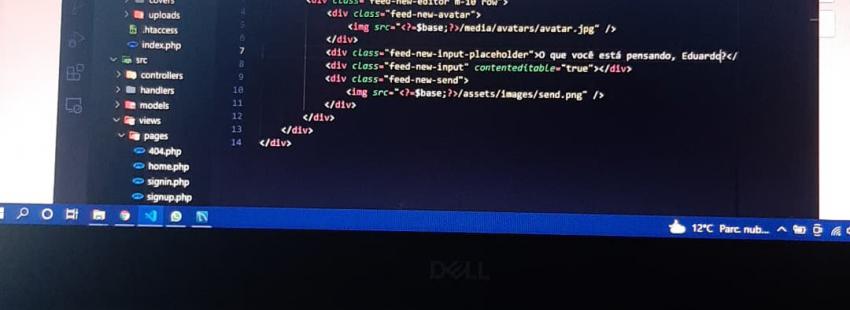 covers
uploads
.htaccess
index.php
src
controllers
handlers
models
views
pages
404.php
home.php
signin.php
signup.php
<div class="feed-new-editor m-10 row">
<div class="feed-new-avatar">
<img src="<?=$base;?>/media/avatars/avatar.jpg" />
</div>
7 <div class="feed-new-input-placeholder">O que você está pensando, Eduardo?</
8 <div class="feed-new-input" contenteditable="true"></div>
9 <div class="feed-new-send">
10 <img src="<?=$base;?>/assets/images/send.png" />
11 </div>
12 </div>
13 </div>
14 </div>
12°C Parc. nub...
DELL